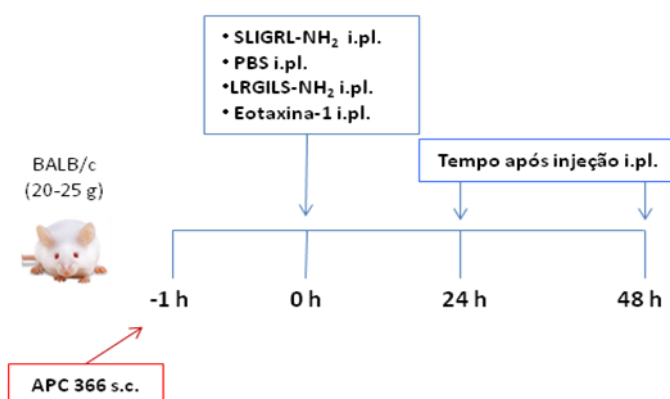 • SLIGRL-NH₂ i.pl.
• PBS i.pl.
•LRGILS-NH₂ i.pl.
• Eotaxina-1 i.pl.
BALB/c
(20-25 g)
Tempo após injeção i.pl.
-1 h
0 h
24 h
48 h
APC 366 s.c.